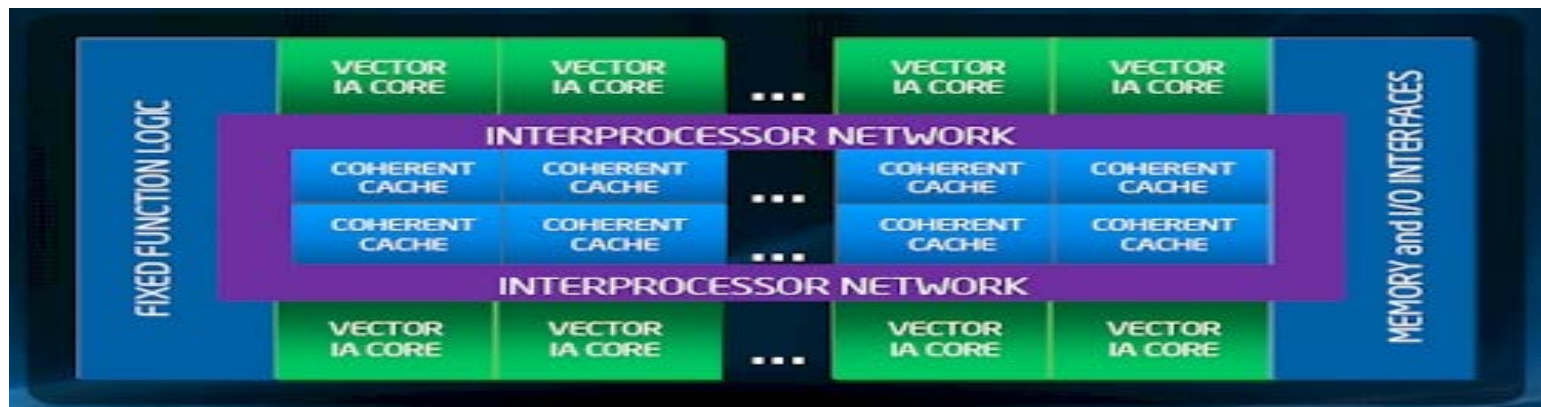 FIXED FUNCTION LOGIC
VECTOR
IA CORE
VECTOR
IA CORE
...
VECTOR
IA CORE
VECTOR
IA CORE
INTERPROCESSOR NETWORK
COHERENT
CACHE
COHERENT
CACHE
...
COHERENT
CACHE
COHERENT
CACHE
COHERENT
CACHE
COHERENT
CACHE
...
COHERENT
CACHE
COHERENT
CACHE
INTERPROCESSOR NETWORK
VECTOR
IA CORE
VECTOR
IA CORE
...
VECTOR
IA CORE
VECTOR
IA CORE
MEMORY and I/O INTERFACES